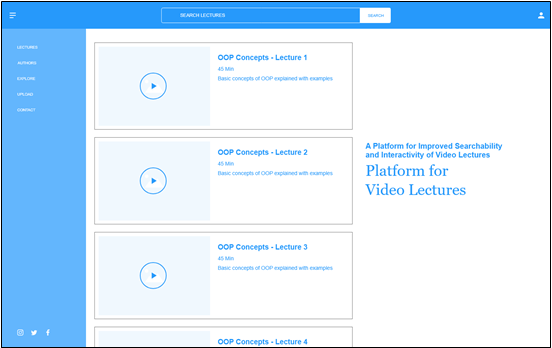 SEARCH LECTURES
SEARCH
LECTURES
AUTHORS
EXPLORE
UPLOAD
CONTACT
OOP Concepts - Lecture 1
45 Min
Basic concepts of OOP explained with examples
OOP Concepts - Lecture 2
45 Min
Basic concepts of OOP explained with examples
OOP Concepts - Lecture 3
45 Min
Basic concepts of OOP explained with examples
OOP Concepts - Lecture 4
A Platform for Improved Searchability
and Interactivity of Video Lectures
Platform for
Video Lectures